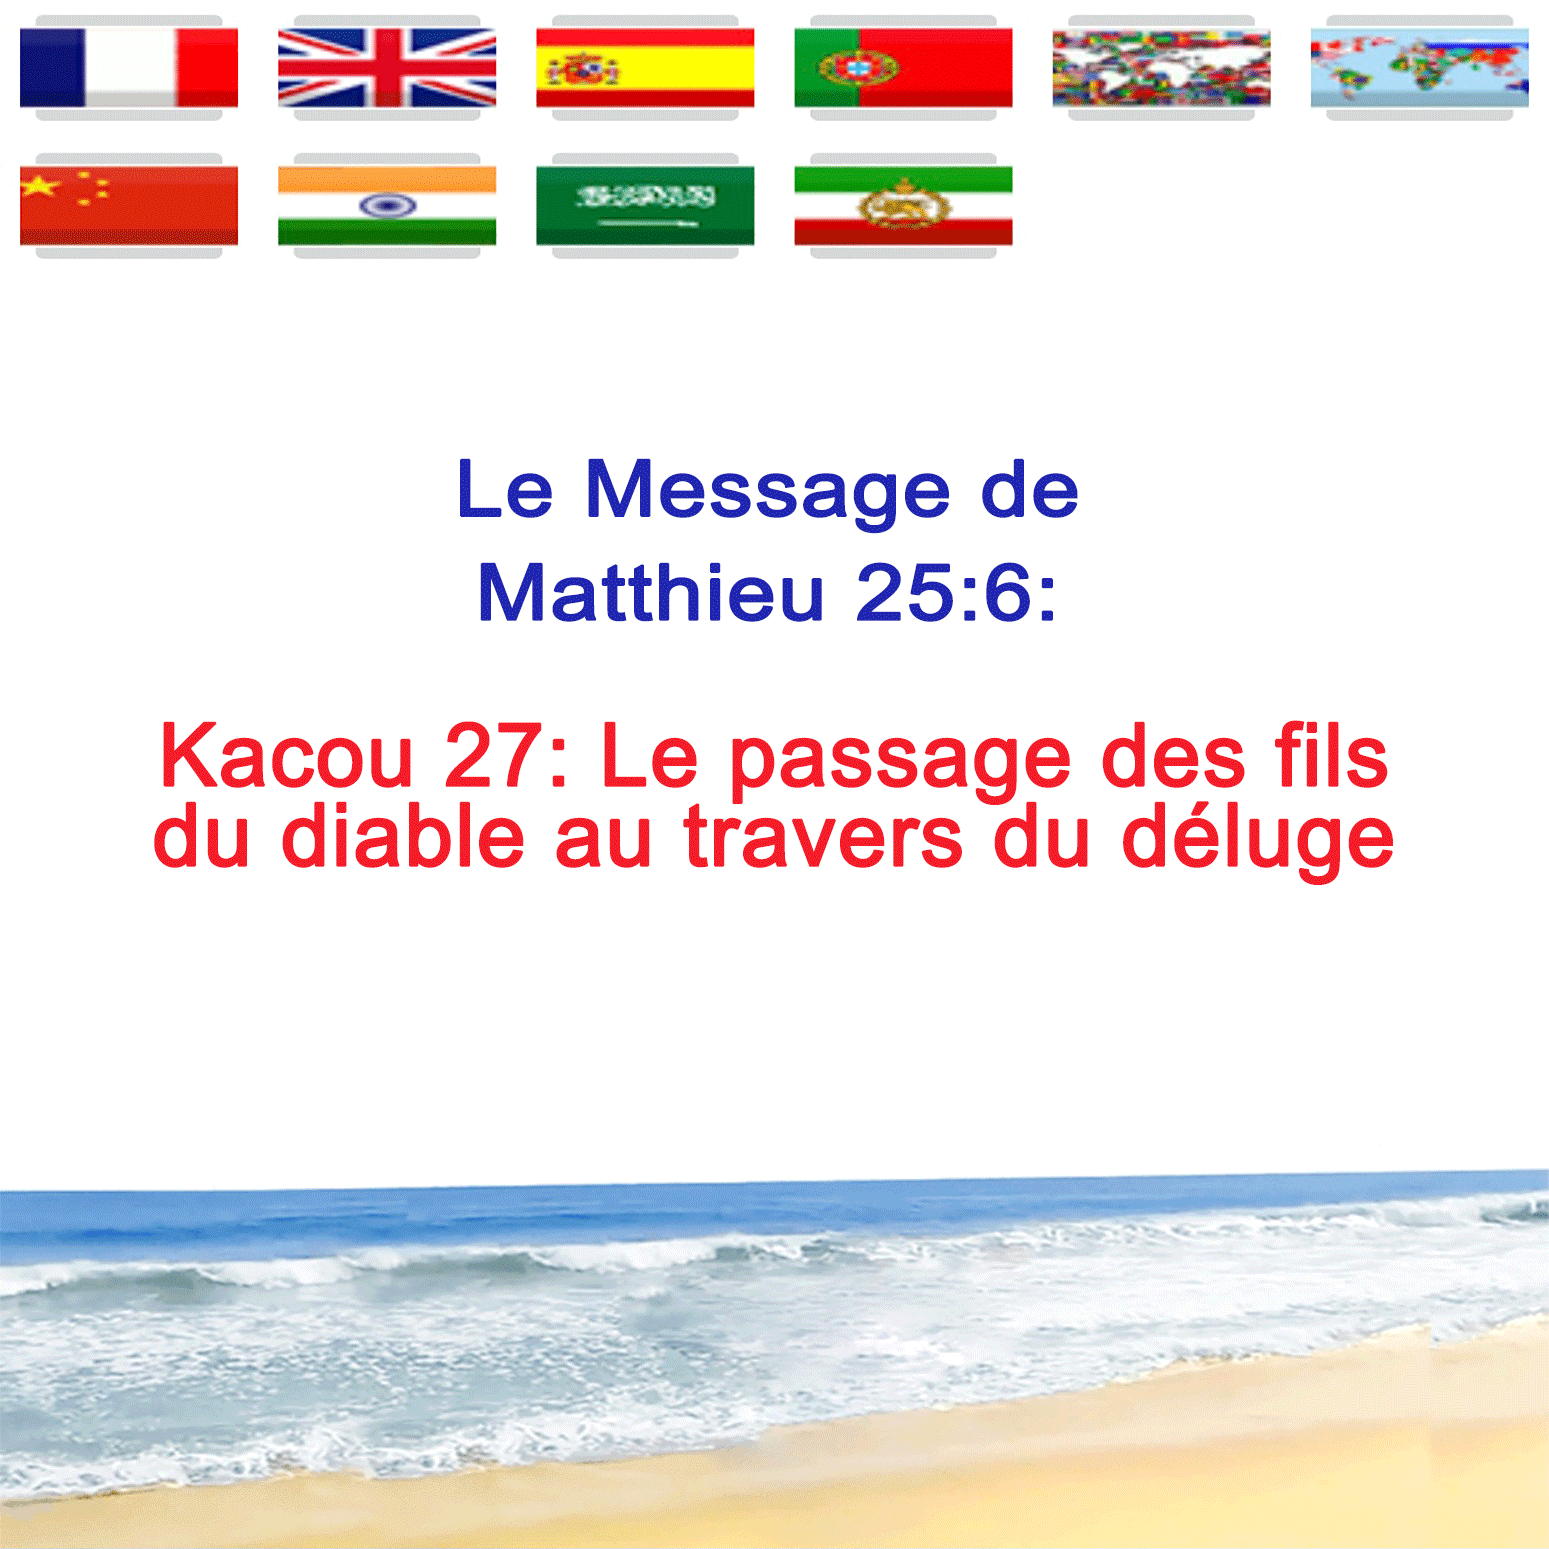 Le Message de
Matthieu 25:6:
Kacou 27: Le passage des fils
du diable au travers du déluge